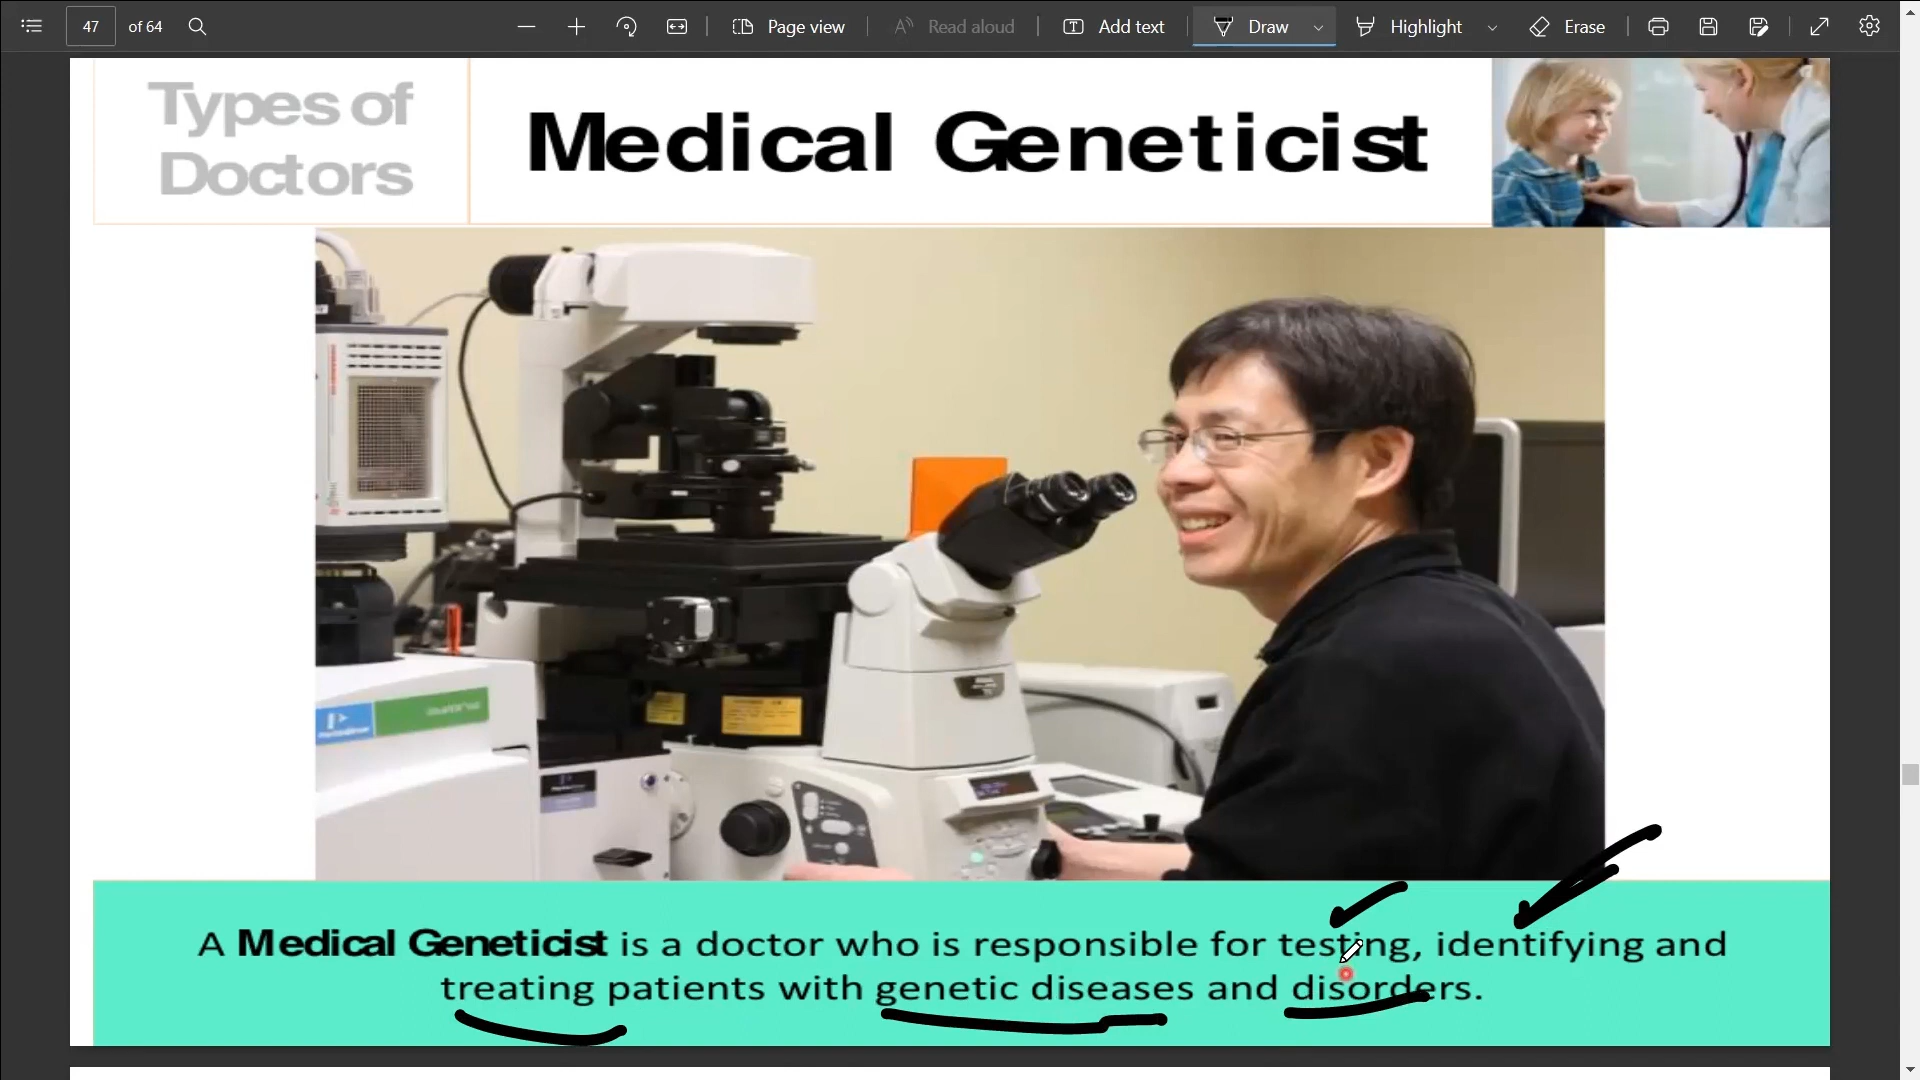 47 of 64 Page view Read aloud Add text Draw Highlight Erase
Types of
Doctors
Medical Geneticist
A Medical Geneticist is a doctor who is responsible for testing, identifying and
treating patients with genetic diseases and disorders.